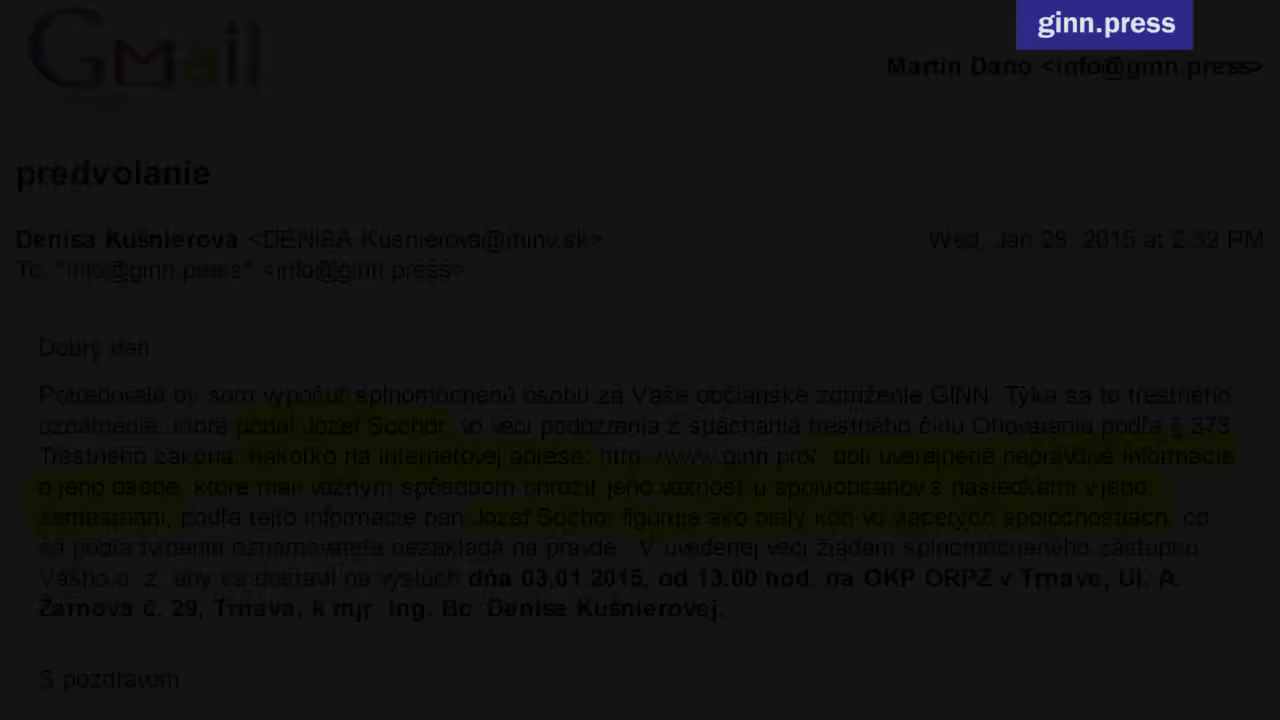 ginn.press
Gmail
Martin Dano <info@ginn.press>
predvolanie
Denisa Kušnierova <DENISA Kusnierova@minv.sk>
Wed, Jan 28, 2015 at 2:32 PM
To: "info@ginn.press" <info@ginn.press>
Dobrý deň
Potrebovala by som vypočuť splnomocnenú osobu za Vaše občianske združenie GINN. Týka sa to trestného
oznámenia, ktoré podal Jozef Sochor, vo veci podozrenia z spáchania trestného činu Ohovárania podľa § 373
Trestného zákona, nakoľko na internetovej adrese: http://www.ginn.pro/ boli uverejnené nepravdivé informácie
o jeho osobe, ktoré mali vážnym spôsobom ohroziť jeho vážnosť u spoluobčanov s následkami v jeho
zamestnaní, podľa tejto informácie pán Jozef Sochor figuruje ako biely kôň vo viacerých spoločnostiach, čo
sa podľa tvrdenia oznamovateľa nezakladá na pravde. V uvedenej veci žiadam splnomocneného zástupcu
Vášho o. z. aby sa dostavil na výsluch dňa 03.01.2015, od 13.00 hod. na OKP ORPZ v Trnave, Ul. A.
Žarnova č. 29, Trnava, k mjr. Ing. Bc. Denise Kušnierovej.
S pozdravom